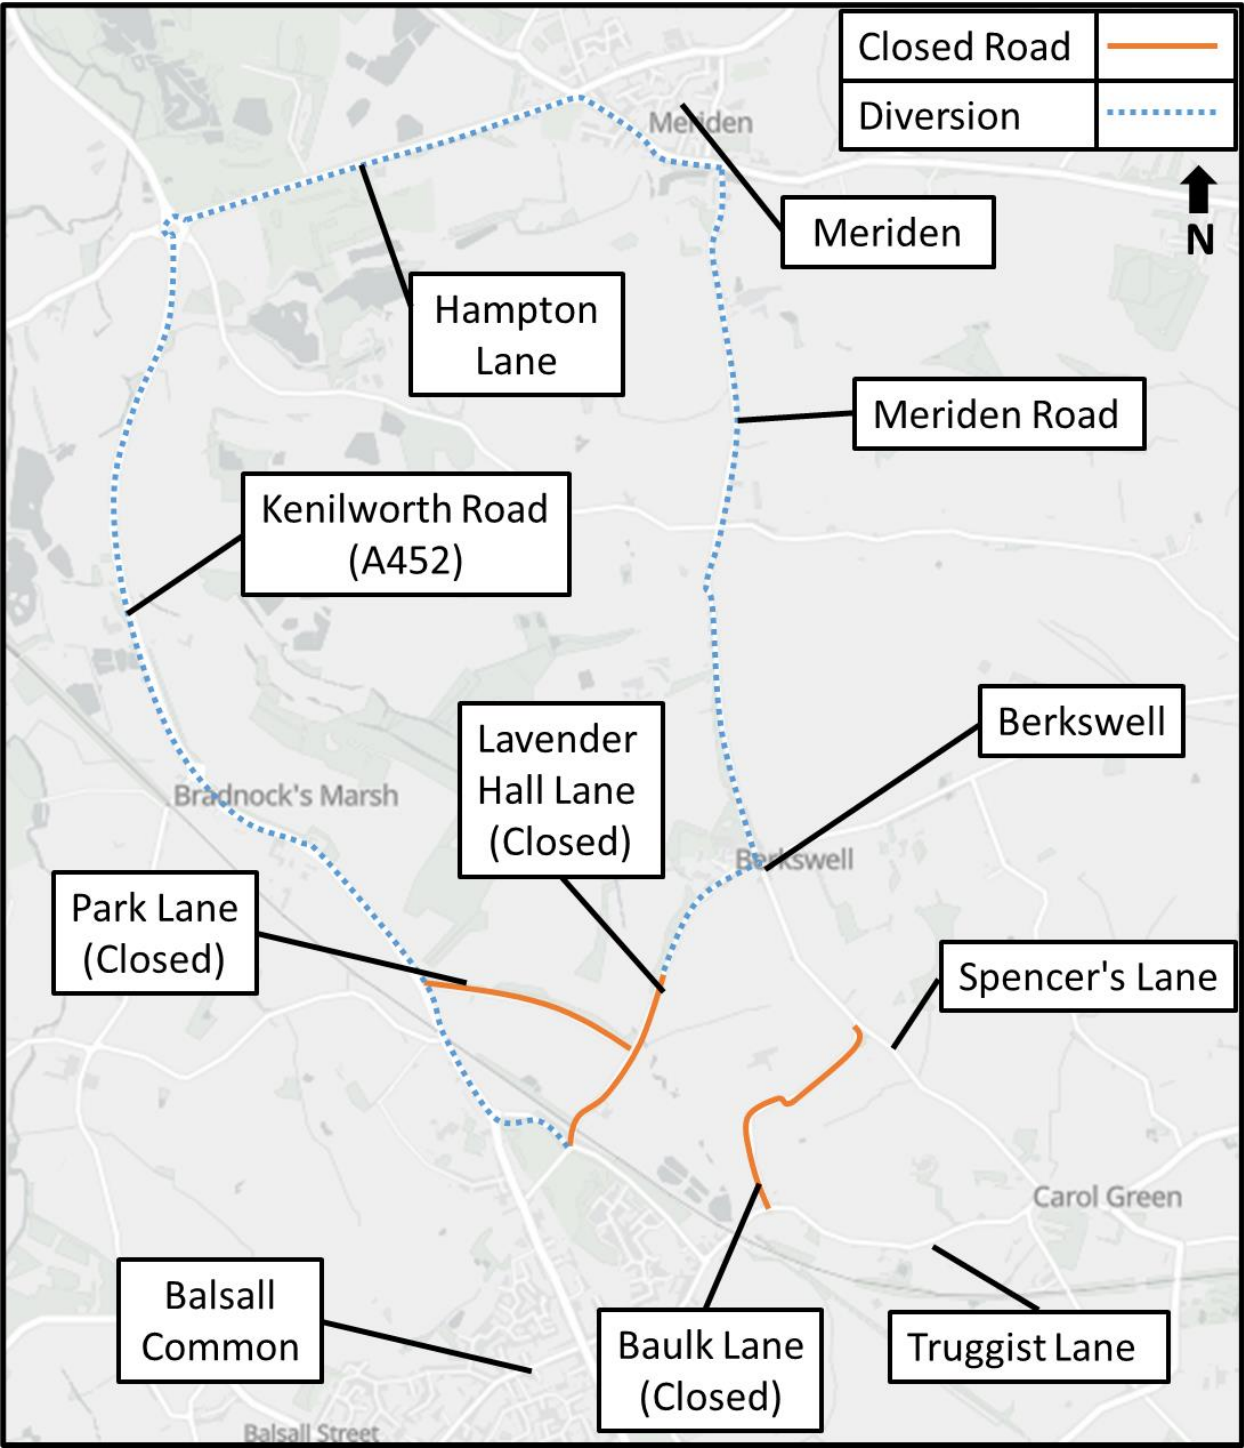 Closed Road
Diversion
Meriden
N
Meriden
Hampton
Lane
Meriden Road
Kenilworth Road
(A452)
Berkswell
Lavender
Hall Lane
(Closed)
Bradnock's Marsh
Berkswell
Park Lane
(Closed)
Spencer's Lane
Carol Green
Balsall
Common
Baulk Lane
(Closed)
Truggist Lane
Balsall Street